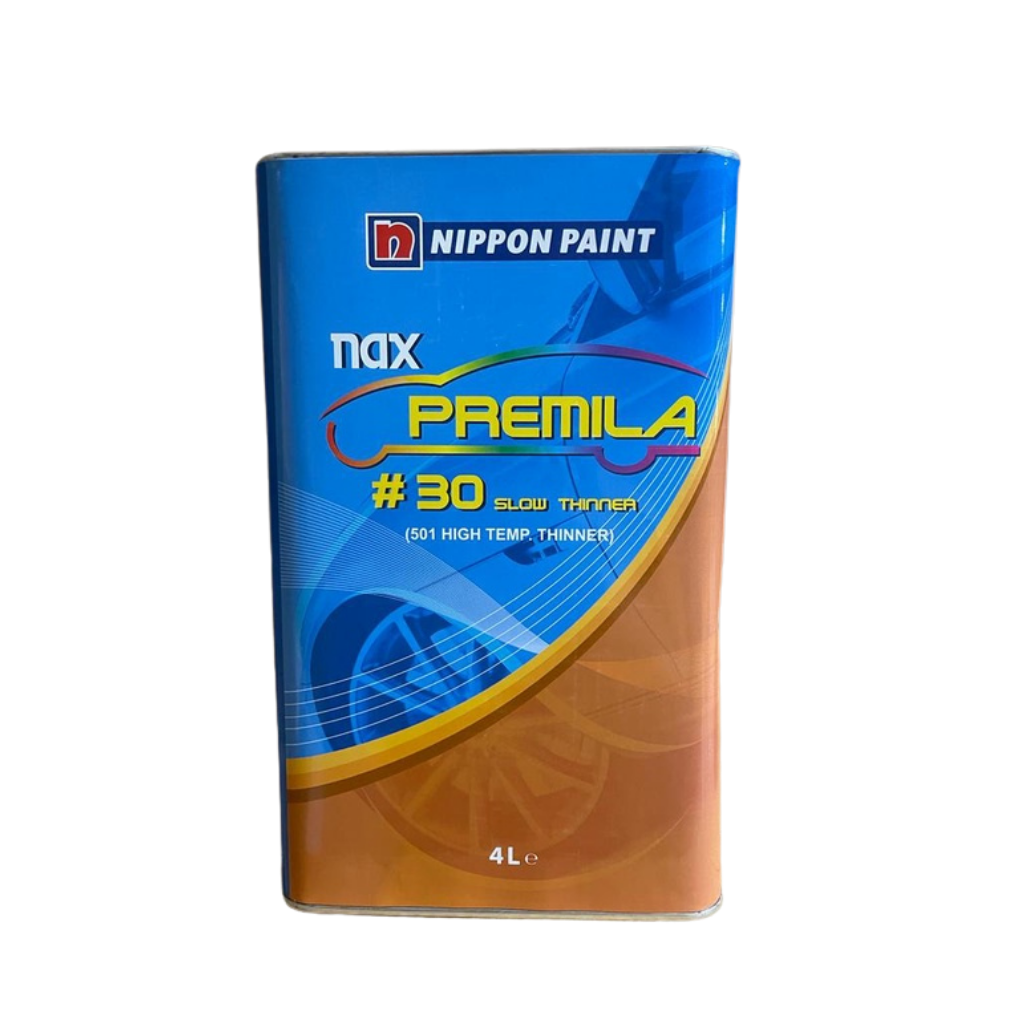 n NIPPON PAINT
nax
PREMILA
# 30 SLOW THINNER
(501 HIGH TEMP. THINNER)
4L℮